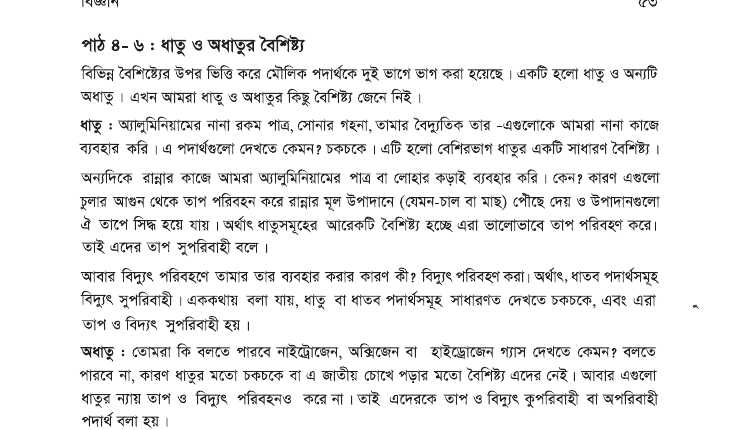 বিজ্ঞান ৫৩
পাঠ ৪- ৬ : ধাতু ও অধাতুর বৈশিষ্ট্য
বিভিন্ন বৈশিষ্ট্যের উপর ভিত্তি করে মৌলিক পদার্থকে দুই ভাগে ভাগ করা হয়েছে। একটি হলো ধাতু ও অন্যটি
অধাতু। এখন আমরা ধাতু ও অধাতুর কিছু বৈশিষ্ট্য জেনে নিই।
ধাতু : অ্যালুমিনিয়ামের নানা রকম পাত্র, সোনার গহনা, তামার বৈদ্যুতিক তার -এগুলোকে আমরা নানা কাজে
ব্যবহার করি। এ পদার্থগুলো দেখতে কেমন? চকচকে। এটি হলো বেশিরভাগ ধাতুর একটি সাধারণ বৈশিষ্ট্য।
অন্যদিকে রান্নার কাজে আমরা অ্যালুমিনিয়ামের পাত্র বা লোহার কড়াই ব্যবহার করি। কেন? কারণ এগুলো
চুলার আগুন থেকে তাপ পরিবহন করে রান্নার মূল উপাদানে (যেমন-চাল বা মাছ) পৌঁছে দেয় ও উপাদানগুলো
ঐ তাপে সিদ্ধ হয়ে যায়। অর্থাৎ ধাতুসমূহের আরেকটি বৈশিষ্ট্য হচ্ছে এরা ভালোভাবে তাপ পরিবহণ করে।
তাই এদের তাপ সুপরিবাহী বলে।
আবার বিদ্যুৎ পরিবহণে তামার তার ব্যবহার করার কারণ কী? বিদ্যুৎ পরিবহণ করা। অর্থাৎ, ধাতব পদার্থসমূহ
বিদ্যুৎ সুপরিবাহী। এককথায় বলা যায়, ধাতু বা ধাতব পদার্থসমূহ সাধারণত দেখতে চকচকে, এবং এরা
তাপ ও বিদ্যৎ সুপরিবাহী হয়।
অধাতু : তোমরা কি বলতে পারবে নাইট্রোজেন, অক্সিজেন বা হাইড্রোজেন গ্যাস দেখতে কেমন? বলতে
পারবে না, কারণ ধাতুর মতো চকচকে বা এ জাতীয় চোখে পড়ার মতো বৈশিষ্ট্য এদের নেই। আবার এগুলো
ধাতুর ন্যায় তাপ ও বিদ্যুৎ পরিবহনও করে না। তাই এদেরকে তাপ ও বিদ্যুৎ কুপরিবাহী বা অপরিবাহী
পদার্থ বলা হয়।